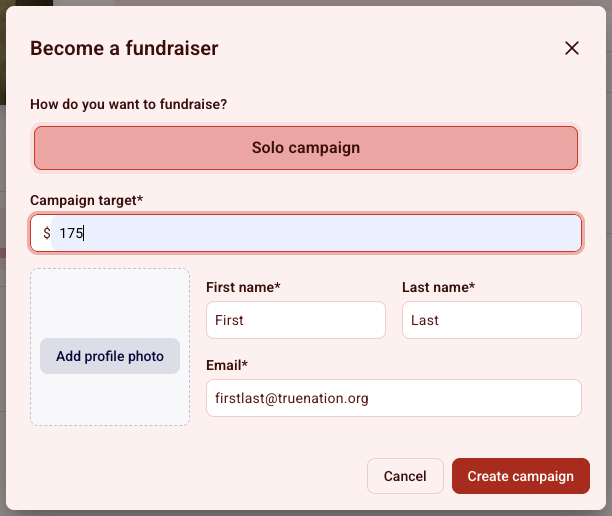 Become a fundraiser
How do you want to fundraise?
Solo campaign
Campaign target*
$ 175
First name* Last name*
First Last
Add profile photo
Email*
firstlast@truenation.org
Cancel Create campaign